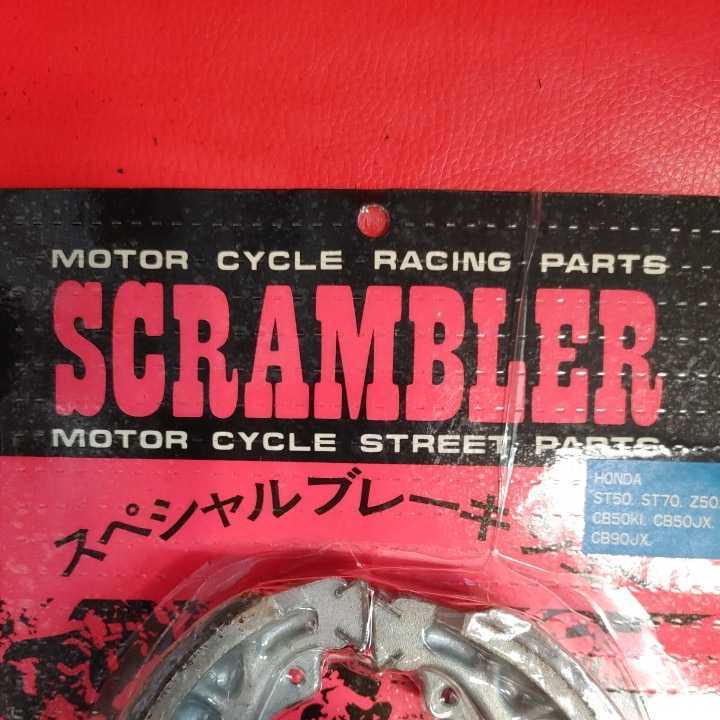 MOTOR CYCLE RACING PARTS
SCRAMBLER
MOTOR CYCLE STREET PARTS
スペシャルブレーキ
HONDA
ST50. ST70. Z50.
CB50K1. CB50JX.
CB90JX.